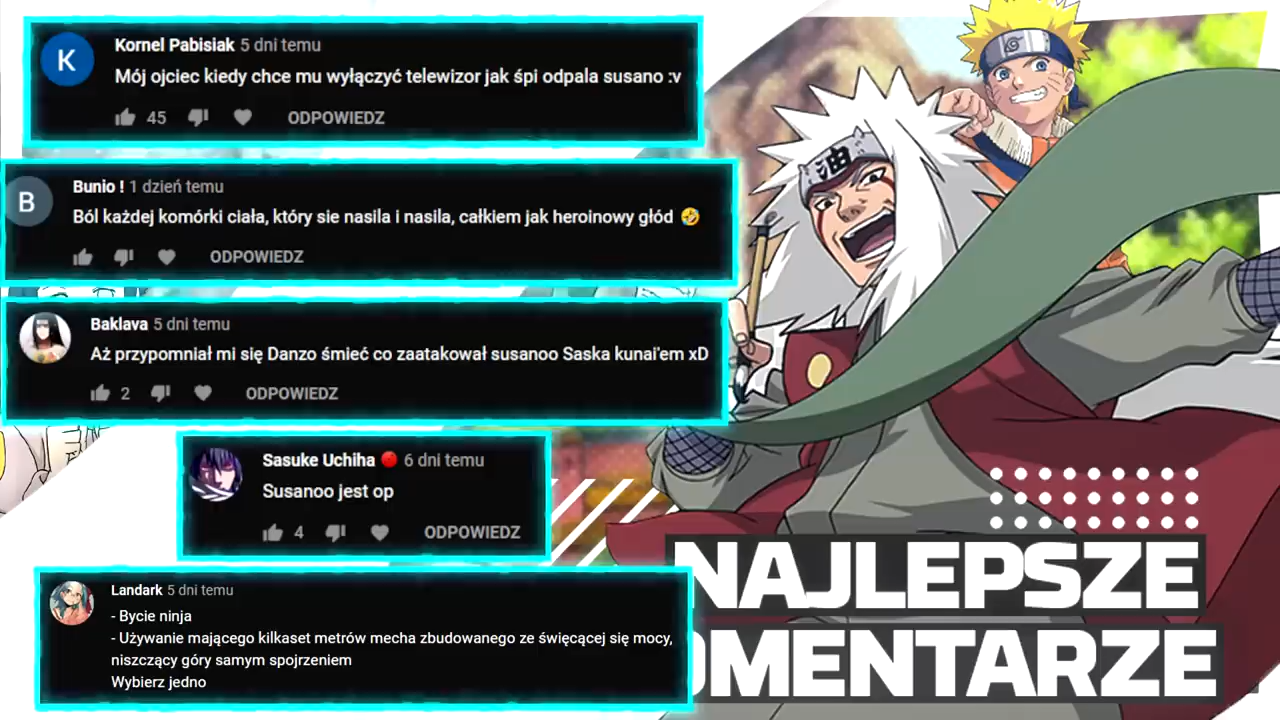 K
Kornel Pabisiak 5 dni temu
Mój ojciec kiedy chce mu wyłączyć telewizor jak śpi odpala susano :v
45 ODPOWIEDZ
B
Bunio ! 1 dzień temu
Ból każdej komórki ciała, który sie nasila i nasila, całkiem jak heroinowy głód 🤣
ODPOWIEDZ
Baklava 5 dni temu
Aż przypomniał mi się Danzo śmieć co zaatakował susanoo Saska kunai'em xD
2 ODPOWIEDZ
Sasuke Uchiha 🔴 6 dni temu
Susanoo jest op
4 ODPOWIEDZ
Landark 5 dni temu
- Bycie ninja
- Używanie mającego kilkaset metrów mecha zbudowanego ze święcącej się mocy,
niszczący góry samym spojrzeniem
Wybierz jedno
油
NAJLEPSZE
OMENTARZE